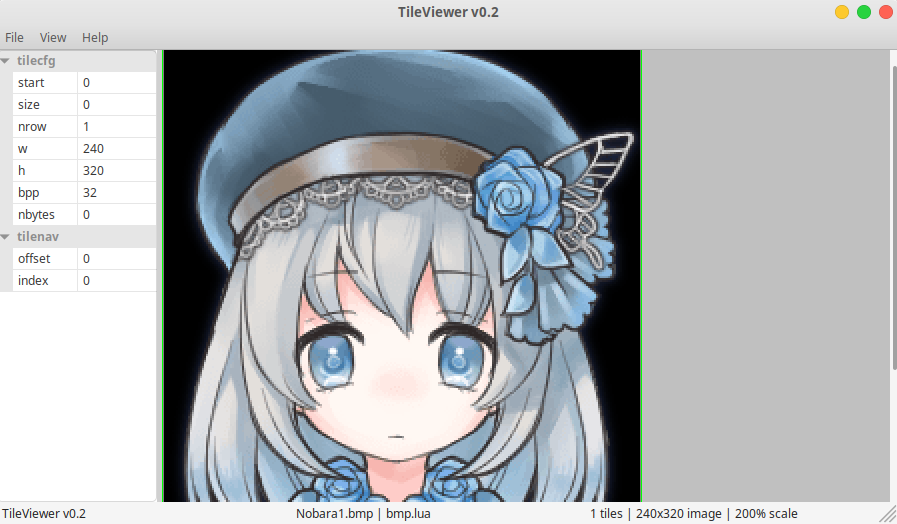 TileViewer v0.2
File View Help
tilecfg
start 0
size 0
nrow 1
w 240
h 320
bpp 32
nbytes 0
tilenav
offset 0
index 0
TileViewer v0.2 Nobara1.bmp | bmp.lua 1 tiles | 240x320 image | 200% scale